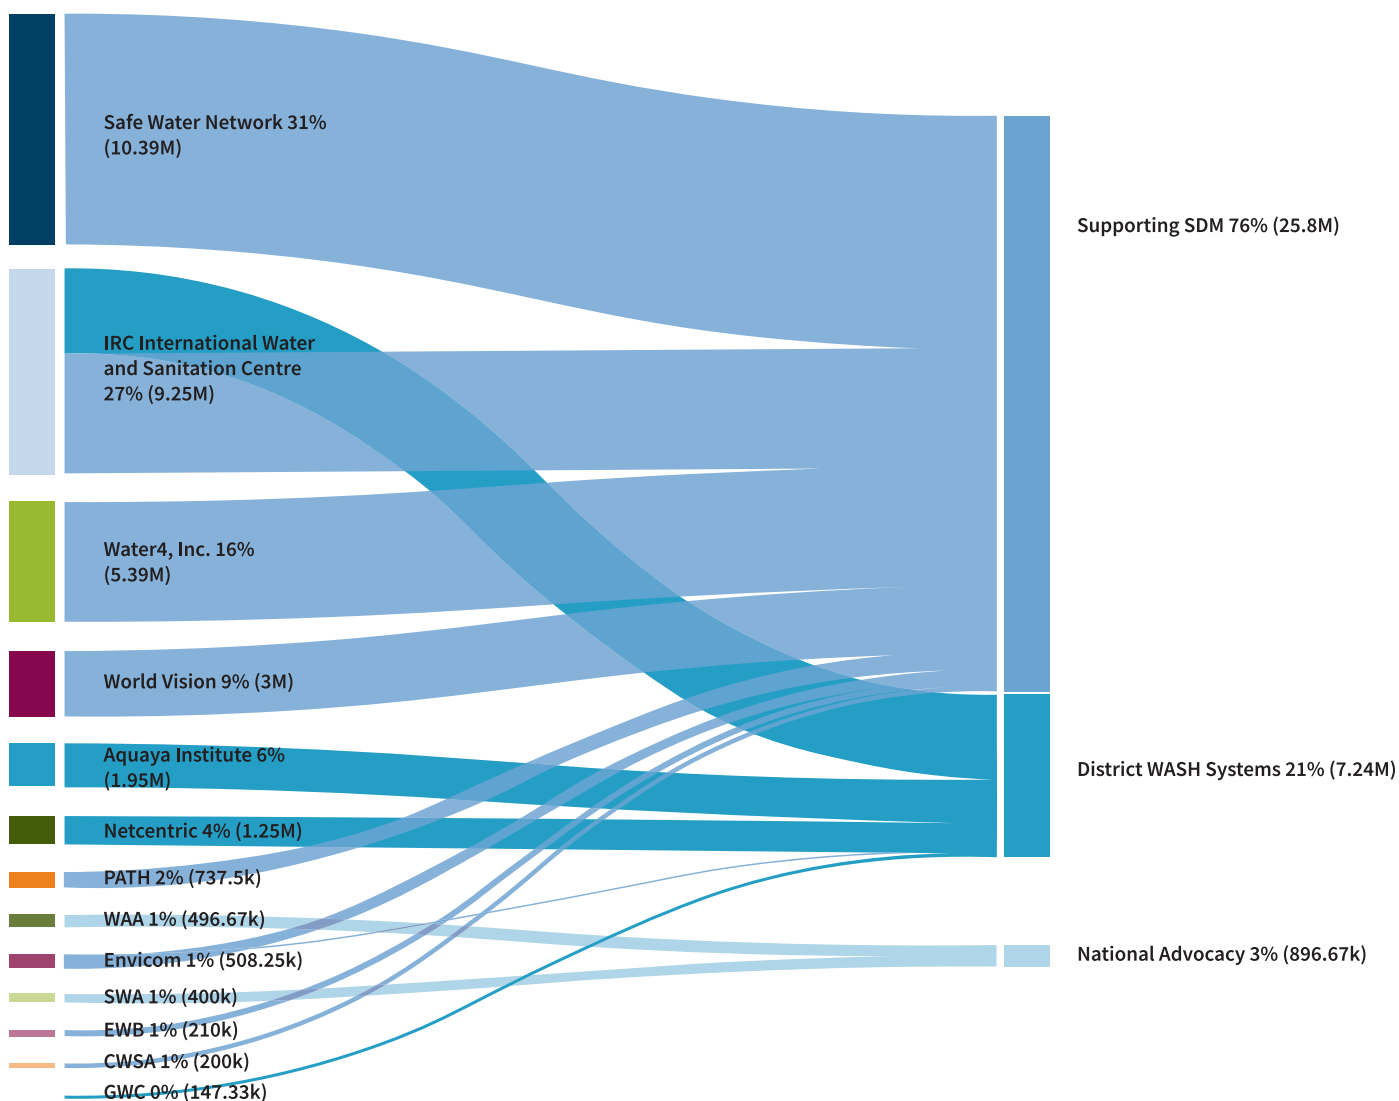 Safe Water Network 31%
(10.39M)
IRC International Water
and Sanitation Centre
27% (9.25M)
Water4, Inc. 16%
(5.39M)
World Vision 9% (3M)
Aquaya Institute 6%
(1.95M)
Netcentric 4% (1.25M)
PATH 2% (737.5k)
WAA 1% (496.67k)
Envicom 1% (508.25k)
SWA 1% (400k)
EWB 1% (210k)
CWSA 1% (200k)
GWC 0% (147.33k)
Supporting SDM 76% (25.8M)
District WASH Systems 21% (7.24M)
National Advocacy 3% (896.67k)